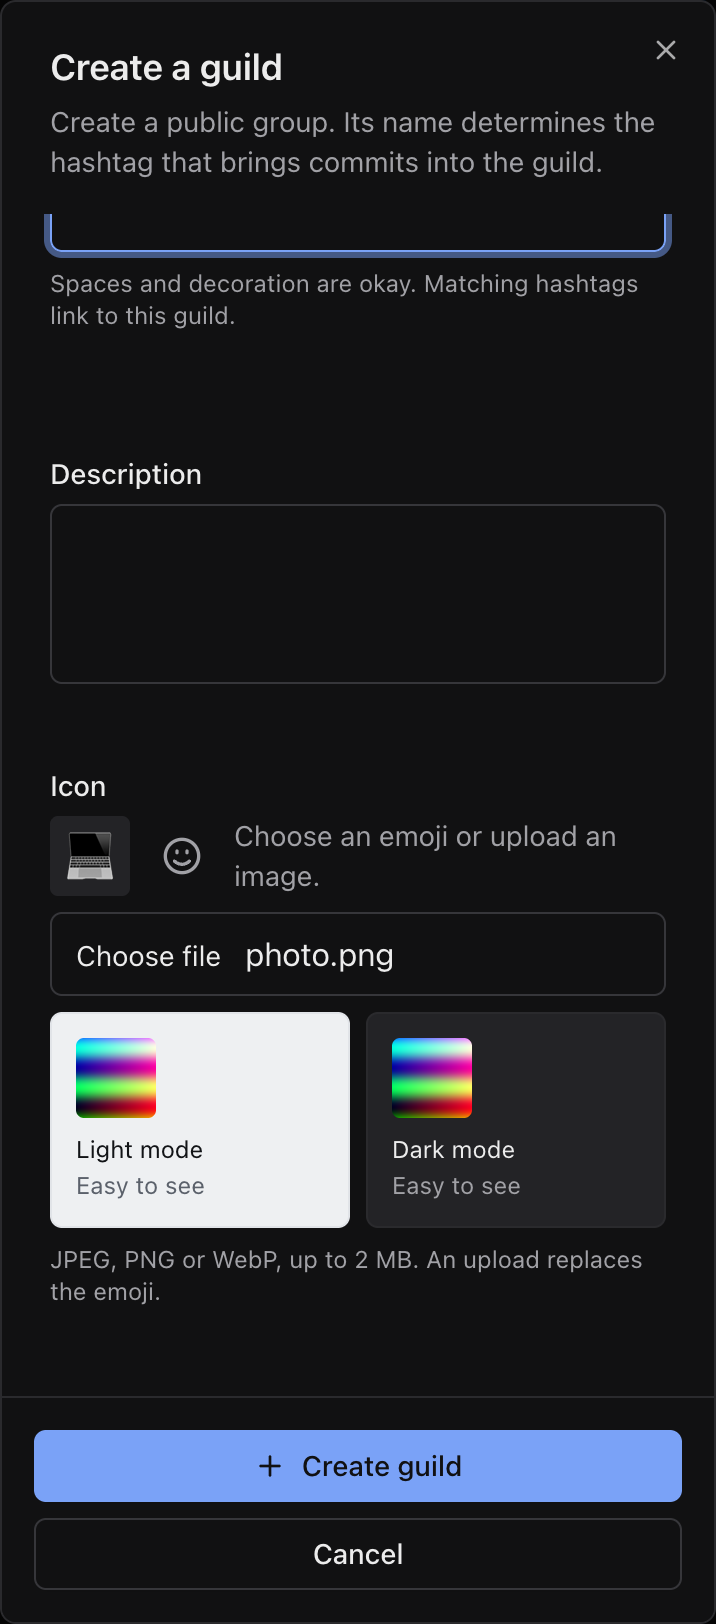 Create a guild
Create a public group. Its name determines the
hashtag that brings commits into the guild.
Spaces and decoration are okay. Matching hashtags
link to this guild.
Description
Icon
Choose an emoji or upload an
image.
Choose file photo.png
Light mode
Easy to see
Dark mode
Easy to see
JPEG, PNG or WebP, up to 2 MB. An upload replaces
the emoji.
Create guild
Cancel